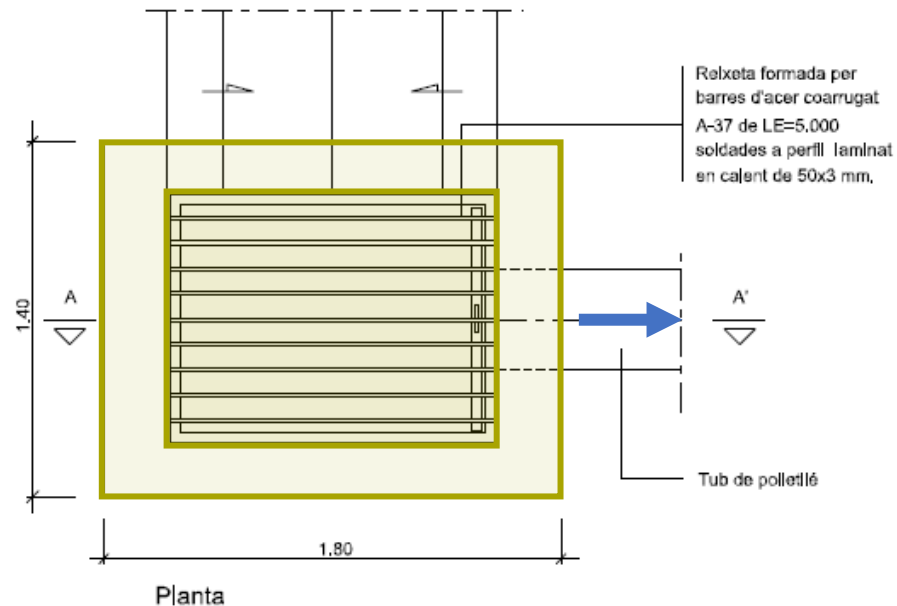 Reixeta formada per
barres d'acer coarrugat
A-37 de LE=5.000
soldades a perfil laminat
en calent de 50x3 mm.
A
A'
1.40
Tub de polietilé
1.80
Planta